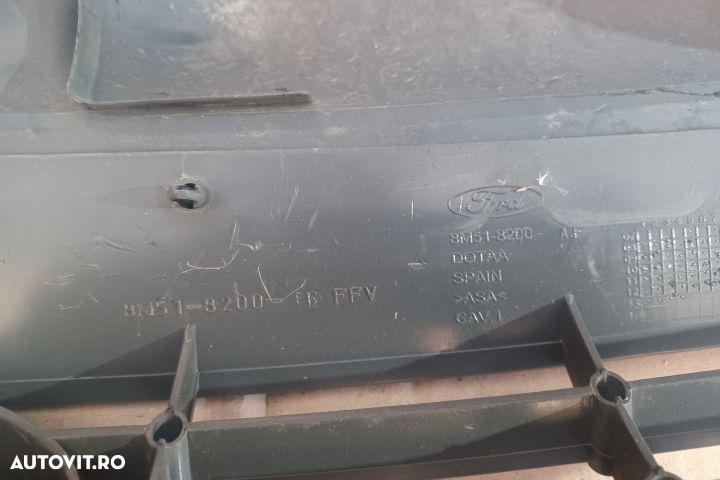 Ford
8M51-8200- AF
DOTAA
SPAIN
>ASA<
CAV.1
8M51-8200- FFV
AUTOVIT.RO